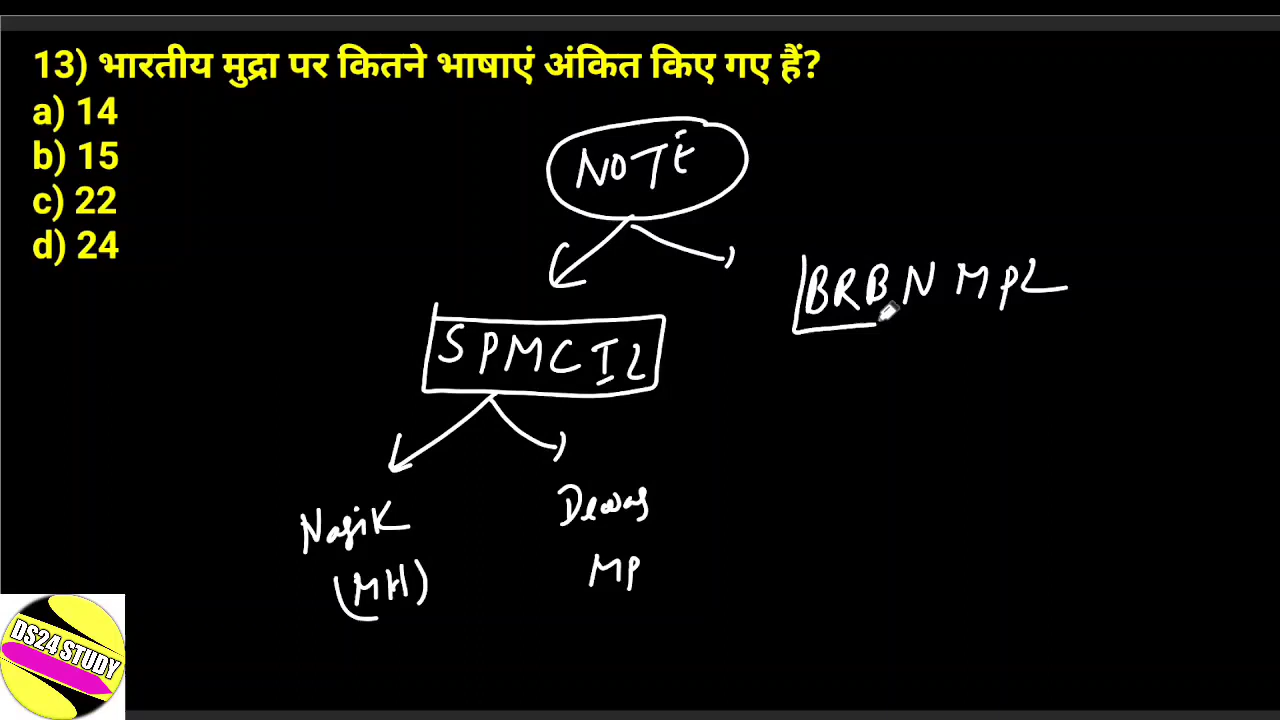 13) भारतीय मुद्रा पर कितने भाषाएं अंकित किए गए हैं?
a) 14
b) 15
c) 22
d) 24
NOTE
BRBNMPL
SPMCIL
Nasik
Dewas
(MH)
MP
DS24 STUDY